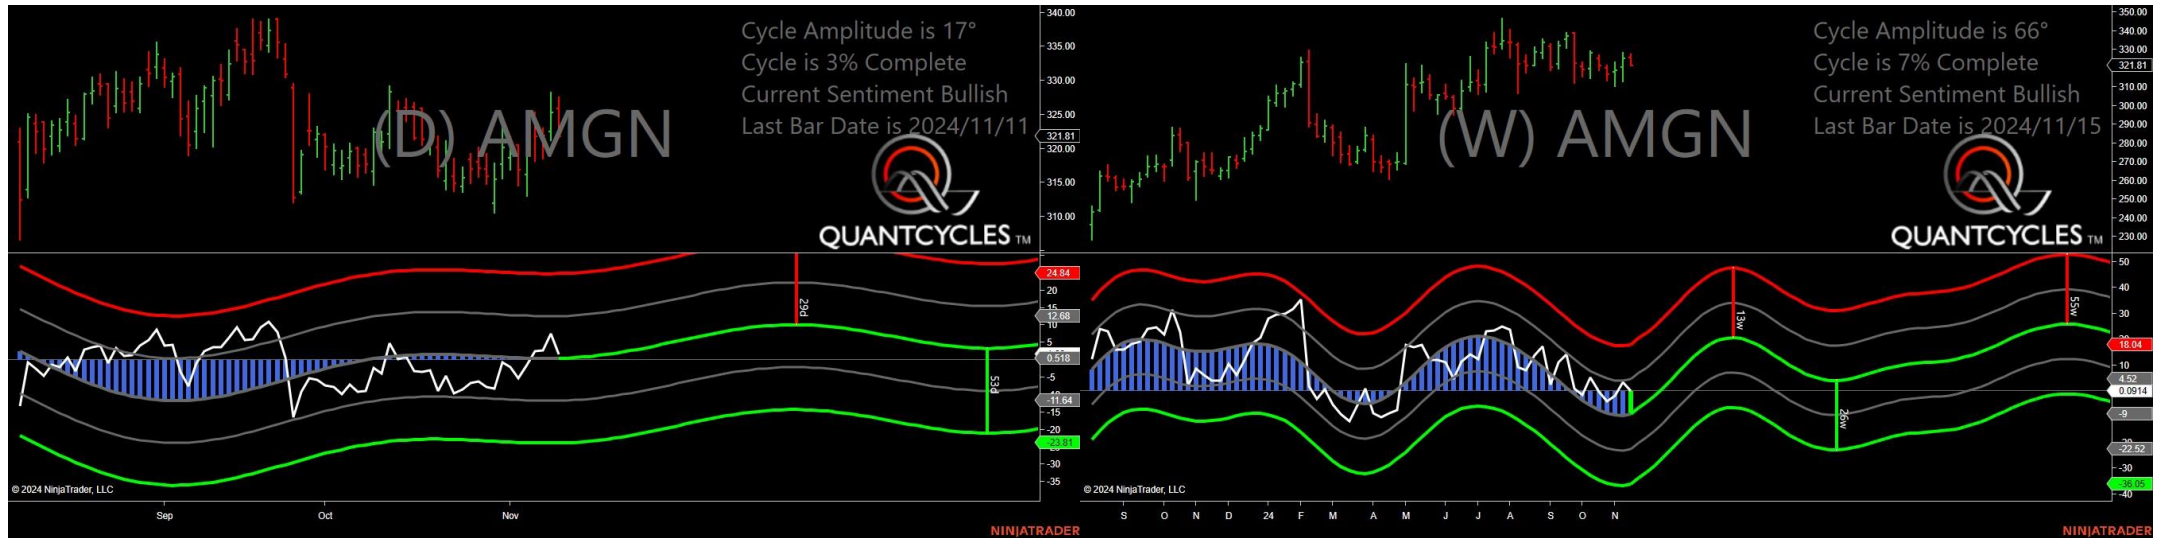 Cycle Amplitude is 17°
Cycle is 3% Complete
Current Sentiment Bullish
Last Bar Date is 2024/11/11
(D) AMGN
QUANTCYCLES TM
340.00
335.00
330.00
325.00
321.81
320.00
315.00
310.00
24.84
20
15
12.68
10
5
0.518
-5
-11.64
-15
-20
-23.81
-30
-35
29d
53d
© 2024 NinjaTrader, LLC
Sep
Oct
Nov
NINJATRADER
Cycle Amplitude is 66°
Cycle is 7% Complete
Current Sentiment Bullish
Last Bar Date is 2024/11/15
(W) AMGN
QUANTCYCLES TM
350.00
340.00
330.00
321.81
310.00
300.00
290.00
280.00
270.00
260.00
250.00
240.00
230.00
50
40
30
18.04
10
4.52
0.0914
-9
-22.52
-30
-36.05
-40
13w
26w
55w
© 2024 NinjaTrader, LLC
S O N D 24 F M A M J J A S O N
NINJATRADER